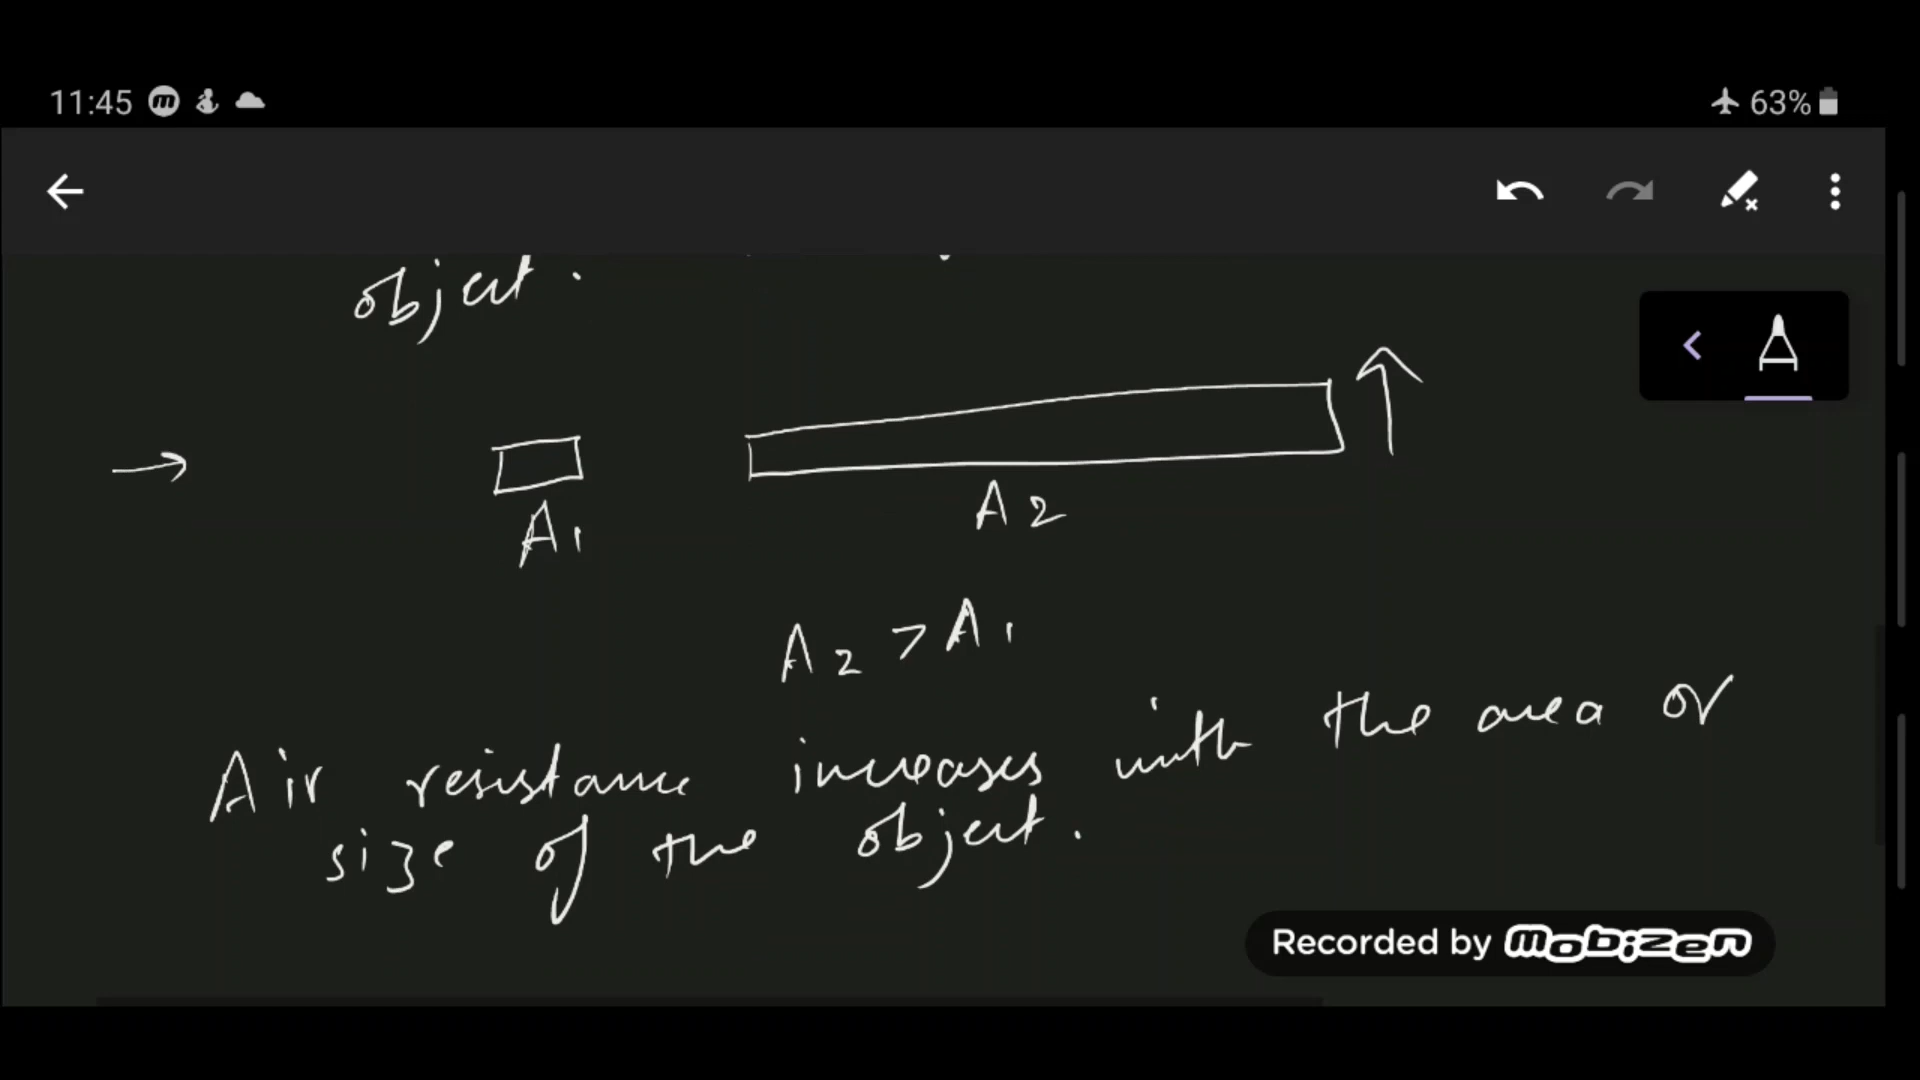 11:45
63%
object.
A1
A2
A2 > A1
Air resistance increases with the area or
size of the object.
Recorded by mobizen